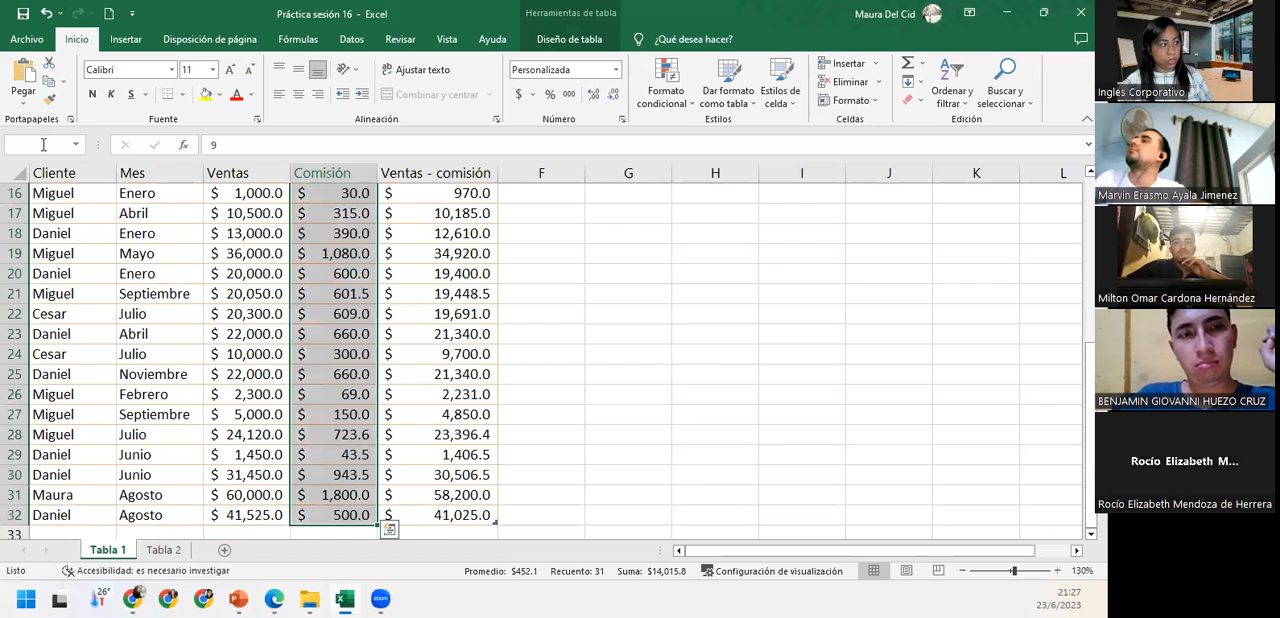 Práctica sesión 16 - Excel
Herramientas de tabla
Maura Del Cid
Archivo Inicio Insertar Disposición de página Fórmulas Datos Revisar Vista Ayuda Diseño de tabla ¿Qué desea hacer?
Pegar
Calibri 11
N K S
Ajustar texto
Combinar y centrar
Personalizada
$ % 000
Formato condicional
Dar formato como tabla
Estilos de celda
Insertar
Eliminar
Formato
Ordenar y filtrar
Buscar y seleccionar
Portapapeles Fuente Alineación Número Estilos Celdas Edición
fx 9
Cliente Mes Ventas Comisión Ventas - comisión F G H I J K L
16 Miguel Enero $ 1,000.0 $ 30.0 $ 970.0
17 Miguel Abril $ 10,500.0 $ 315.0 $ 10,185.0
18 Daniel Enero $ 13,000.0 $ 390.0 $ 12,610.0
19 Miguel Mayo $ 36,000.0 $ 1,080.0 $ 34,920.0
20 Daniel Enero $ 20,000.0 $ 600.0 $ 19,400.0
21 Miguel Septiembre $ 20,050.0 $ 601.5 $ 19,448.5
22 Cesar Julio $ 20,300.0 $ 609.0 $ 19,691.0
23 Daniel Abril $ 22,000.0 $ 660.0 $ 21,340.0
24 Cesar Julio $ 10,000.0 $ 300.0 $ 9,700.0
25 Daniel Noviembre $ 22,000.0 $ 660.0 $ 21,340.0
26 Miguel Febrero $ 2,300.0 $ 69.0 $ 2,231.0
27 Miguel Septiembre $ 5,000.0 $ 150.0 $ 4,850.0
28 Miguel Julio $ 24,120.0 $ 723.6 $ 23,396.4
29 Daniel Junio $ 1,450.0 $ 43.5 $ 1,406.5
30 Daniel Junio $ 31,450.0 $ 943.5 $ 30,506.5
31 Maura Agosto $ 60,000.0 $ 1,800.0 $ 58,200.0
32 Daniel Agosto $ 41,525.0 $ 500.0 $ 41,025.0
33
Tabla 1 Tabla 2
Listo Accesibilidad: es necesario investigar Promedio: $452.1 Recuento: 31 Suma: $14,015.8 Configuración de visualización 130%
26°
zoom
21:27
23/6/2023
Ingles Corporativo
Marvin Erasmo Ayala Jimenez
Milton Omar Cardona Hernández
BENJAMIN GIOVANNI HUEZO CRUZ
Rocío Elizabeth M...
Rocío Elizabeth Mendoza de Herrera